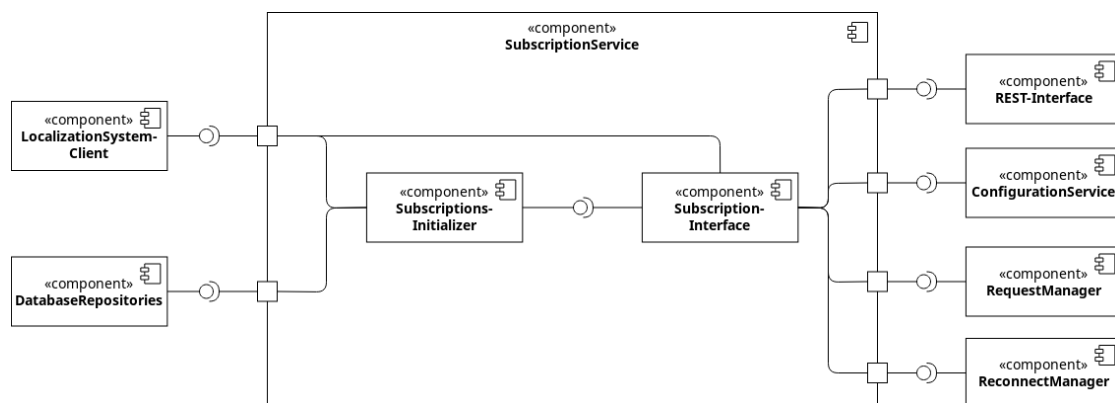 «component»
SubscriptionService
«component»
LocalizationSystem-
Client
«component»
DatabaseRepositories
«component»
Subscriptions-
Initializer
«component»
Subscription-
Interface
«component»
REST-Interface
«component»
ConfigurationService
«component»
RequestManager
«component»
ReconnectManager